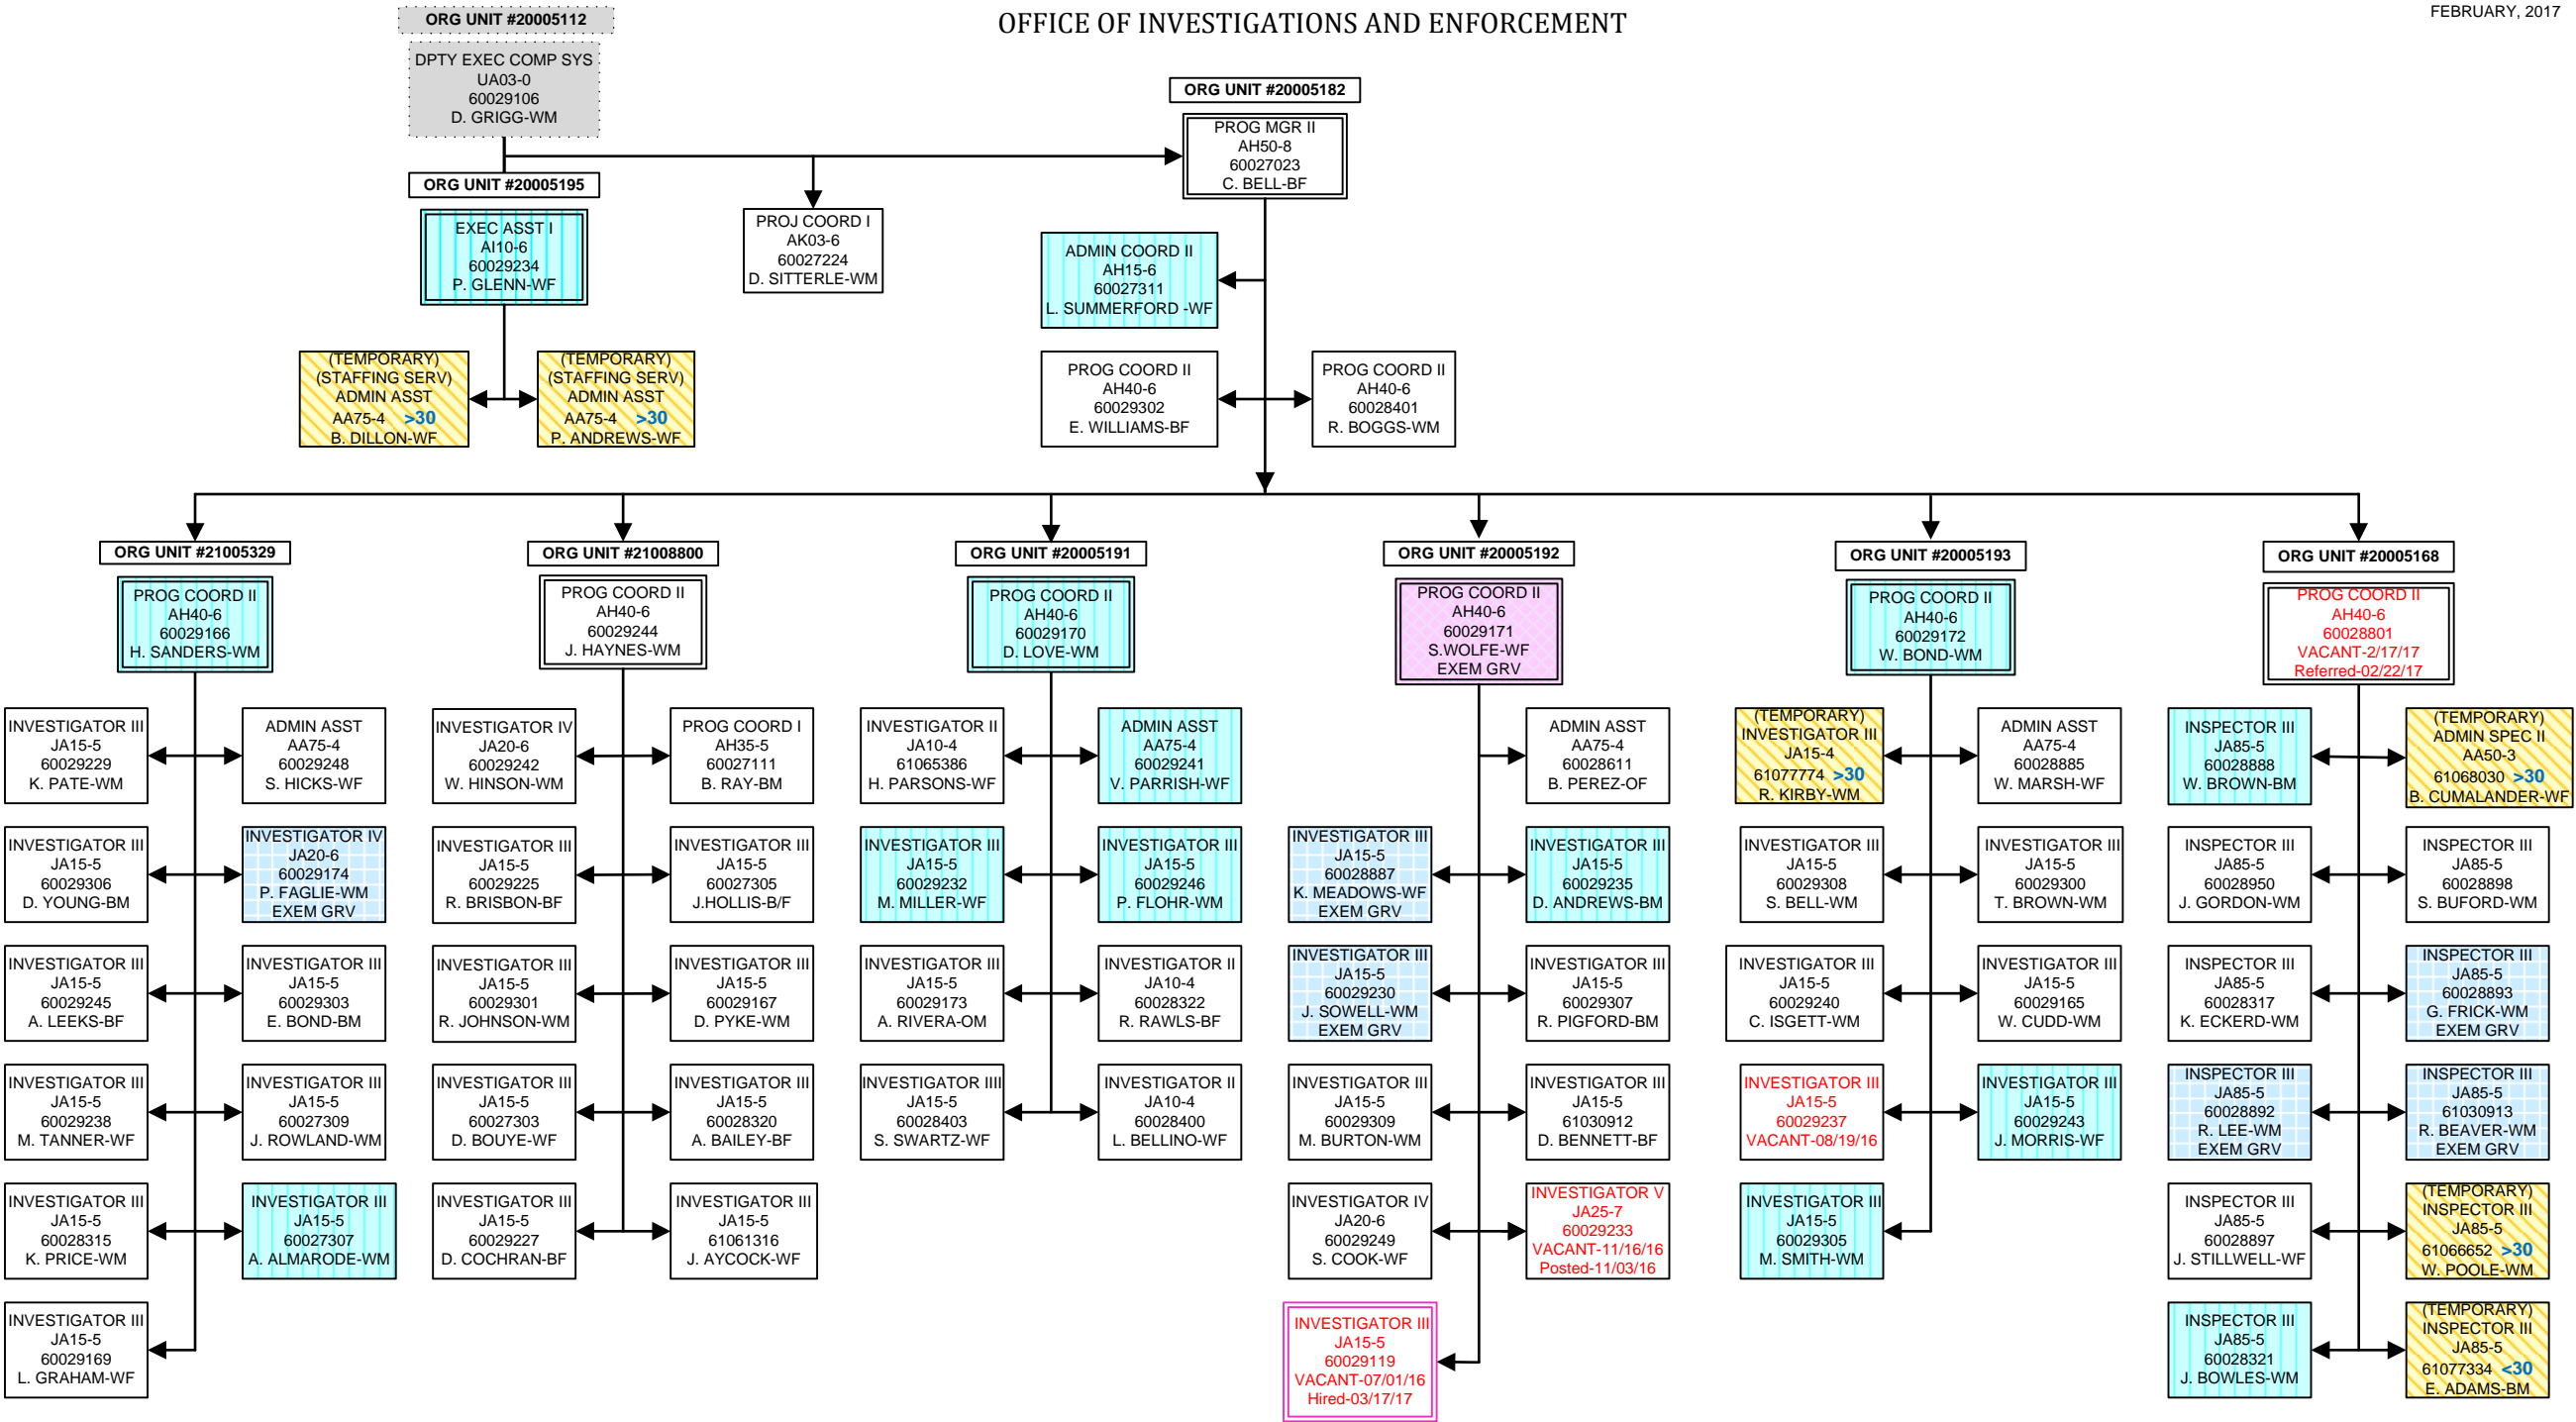 OFFICE OF INVESTIGATIONS AND ENFORCEMENT
FEBRUARY, 2017
ORG UNIT #20005112
DPTY EXEC COMP SYS
UA03-0
60029106
D. GRIGG-WM
ORG UNIT #20005182
PROG MGR II
AH50-8
60027023
C. BELL-BF
ORG UNIT #20005195
EXEC ASST I
AI10-6
60029234
P. GLENN-WF
PROJ COORD I
AK03-6
60027224
D. SITTERLE-WM
ADMIN COORD II
AH15-6
60027311
L. SUMMERFORD -WF
(TEMPORARY)
(STAFFING SERV)
ADMIN ASST
AA75-4 >30
B. DILLON-WF
(TEMPORARY)
(STAFFING SERV)
ADMIN ASST
AA75-4 >30
P. ANDREWS-WF
PROG COORD II
AH40-6
60029302
E. WILLIAMS-BF
PROG COORD II
AH40-6
60028401
R. BOGGS-WM
ORG UNIT #21005329
PROG COORD II
AH40-6
60029166
H. SANDERS-WM
INVESTIGATOR III
JA15-5
60029229
K. PATE-WM
ADMIN ASST
AA75-4
60029248
S. HICKS-WF
INVESTIGATOR III
JA15-5
60029306
D. YOUNG-BM
INVESTIGATOR IV
JA20-6
60029174
P. FAGLIE-WM
EXEM GRV
INVESTIGATOR III
JA15-5
60029245
A. LEEKS-BF
INVESTIGATOR III
JA15-5
60029303
E. BOND-BM
INVESTIGATOR III
JA15-5
60029238
M. TANNER-WF
INVESTIGATOR III
JA15-5
60027309
J. ROWLAND-WM
INVESTIGATOR III
JA15-5
60028315
K. PRICE-WM
INVESTIGATOR III
JA15-5
60027307
A. ALMARODE-WM
INVESTIGATOR III
JA15-5
60029169
L. GRAHAM-WF
ORG UNIT #21008800
PROG COORD II
AH40-6
60029244
J. HAYNES-WM
INVESTIGATOR IV
JA20-6
60029242
W. HINSON-WM
PROG COORD I
AH35-5
60027111
B. RAY-BM
INVESTIGATOR III
JA15-5
60029225
R. BRISBON-BF
INVESTIGATOR III
JA15-5
60027305
J.HOLLIS-B/F
INVESTIGATOR III
JA15-5
60029301
R. JOHNSON-WM
INVESTIGATOR III
JA15-5
60029167
D. PYKE-WM
INVESTIGATOR III
JA15-5
60027303
D. BOUYE-WF
INVESTIGATOR III
JA15-5
60028320
A. BAILEY-BF
INVESTIGATOR III
JA15-5
60029227
D. COCHRAN-BF
INVESTIGATOR III
JA15-5
61061316
J. AYCOCK-WF
ORG UNIT #20005191
PROG COORD II
AH40-6
60029170
D. LOVE-WM
INVESTIGATOR II
JA10-4
61065386
H. PARSONS-WF
ADMIN ASST
AA75-4
60029241
V. PARRISH-WF
INVESTIGATOR III
JA15-5
60029232
M. MILLER-WF
INVESTIGATOR III
JA15-5
60029246
P. FLOHR-WM
INVESTIGATOR III
JA15-5
60029173
A. RIVERA-OM
INVESTIGATOR II
JA10-4
60028322
R. RAWLS-BF
INVESTIGATOR IIII
JA15-5
60028403
S. SWARTZ-WF
INVESTIGATOR II
JA10-4
60028400
L. BELLINO-WF
ORG UNIT #20005192
PROG COORD II
AH40-6
60029171
S.WOLFE-WF
EXEM GRV
ADMIN ASST
AA75-4
60028611
B. PEREZ-OF
INVESTIGATOR III
JA15-5
60028887
K. MEADOWS-WF
EXEM GRV
INVESTIGATOR III
JA15-5
60029235
D. ANDREWS-BM
INVESTIGATOR III
JA15-5
60029230
J. SOWELL-WM
EXEM GRV
INVESTIGATOR III
JA15-5
60029307
R. PIGFORD-BM
INVESTIGATOR III
JA15-5
60029309
M. BURTON-WM
INVESTIGATOR III
JA15-5
61030912
D. BENNETT-BF
INVESTIGATOR IV
JA20-6
60029249
S. COOK-WF
INVESTIGATOR V
JA25-7
60029233
VACANT-11/16/16
Posted-11/03/16
INVESTIGATOR III
JA15-5
60029119
VACANT-07/01/16
Hired-03/17/17
ORG UNIT #20005193
PROG COORD II
AH40-6
60029172
W. BOND-WM
(TEMPORARY)
INVESTIGATOR III
JA15-4
61077774 >30
R. KIRBY-WM
ADMIN ASST
AA75-4
60028885
W. MARSH-WF
INVESTIGATOR III
JA15-5
60029308
S. BELL-WM
INVESTIGATOR III
JA15-5
60029300
T. BROWN-WM
INVESTIGATOR III
JA15-5
60029240
C. ISGETT-WM
INVESTIGATOR III
JA15-5
60029165
W. CUDD-WM
INVESTIGATOR III
JA15-5
60029237
VACANT-08/19/16
INVESTIGATOR III
JA15-5
60029243
J. MORRIS-WF
INVESTIGATOR III
JA15-5
60029305
M. SMITH-WM
ORG UNIT #20005168
PROG COORD II
AH40-6
60028801
VACANT-2/17/17
Referred-02/22/17
INSPECTOR III
JA85-5
60028888
W. BROWN-BM
(TEMPORARY)
ADMIN SPEC II
AA50-3
61068030 >30
B. CUMALANDER-WF
INSPECTOR III
JA85-5
60028950
J. GORDON-WM
INSPECTOR III
JA85-5
60028898
S. BUFORD-WM
INSPECTOR III
JA85-5
60028317
K. ECKERD-WM
INSPECTOR III
JA85-5
60028893
G. FRICK-WM
EXEM GRV
INSPECTOR III
JA85-5
60028892
R. LEE-WM
EXEM GRV
INSPECTOR III
JA85-5
61030913
R. BEAVER-WM
EXEM GRV
INSPECTOR III
JA85-5
60028897
J. STILLWELL-WF
(TEMPORARY)
INSPECTOR III
JA85-5
61066652 >30
W. POOLE-WM
INSPECTOR III
JA85-5
60028321
J. BOWLES-WM
(TEMPORARY)
INSPECTOR III
JA85-5
61077334 <30
E. ADAMS-BM